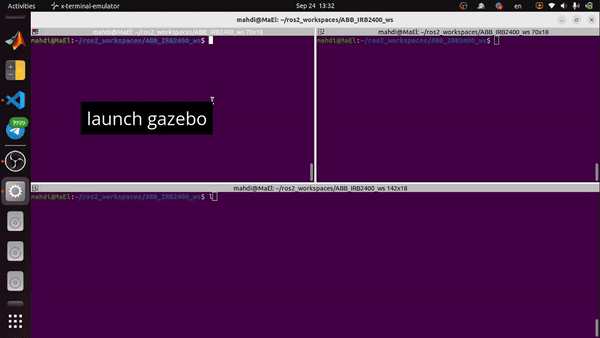 Activities x-terminal-emulator Sep 24 13:32 en
mahdi@MaEl: ~/ros2_workspaces/ABB_IRB2400_ws
mahdi@MaEl: ~/ros2_workspaces/ABB_IRB2400_ws 70x18
mahdi@MaEl:~/ros2_workspaces/ABB_IRB2400_ws$
launch gazebo
mahdi@MaEl: ~/ros2_workspaces/ABB_IRB2400_ws 70x18
mahdi@MaEl:~/ros2_workspaces/ABB_IRB2400_ws$
mahdi@MaEl: ~/ros2_workspaces/ABB_IRB2400_ws 142x18
mahdi@MaEl:~/ros2_workspaces/ABB_IRB2400_ws$ l